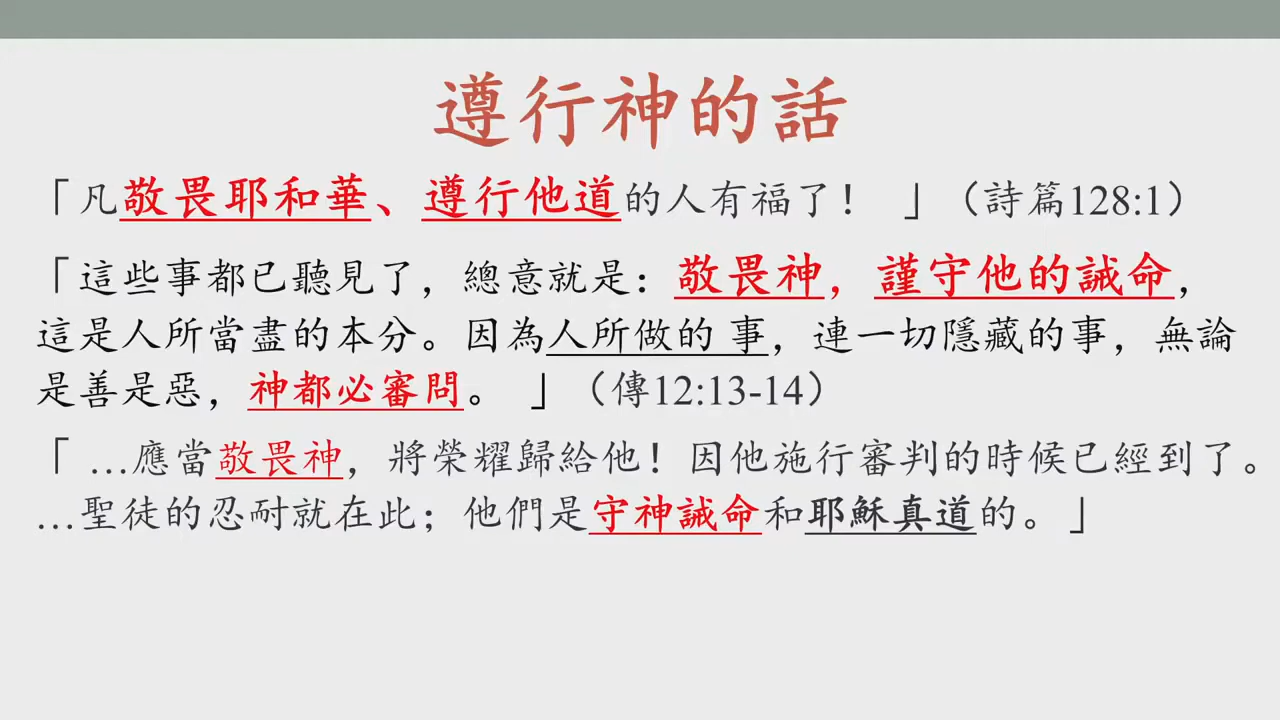 遵行神的話
「凡敬畏耶和華、遵行他道的人有福了！ 」（詩篇128:1）
「這些事都已聽見了，總意就是：敬畏神，謹守他的誡命，
這是人所當盡的本分。因為人所做的 事，連一切隱藏的事，無論
是善是惡，神都必審問。 」（傳12:13-14）
「 …應當敬畏神，將榮耀歸給他！因他施行審判的時候已經到了。
…聖徒的忍耐就在此；他們是守神誡命和耶穌真道的。」